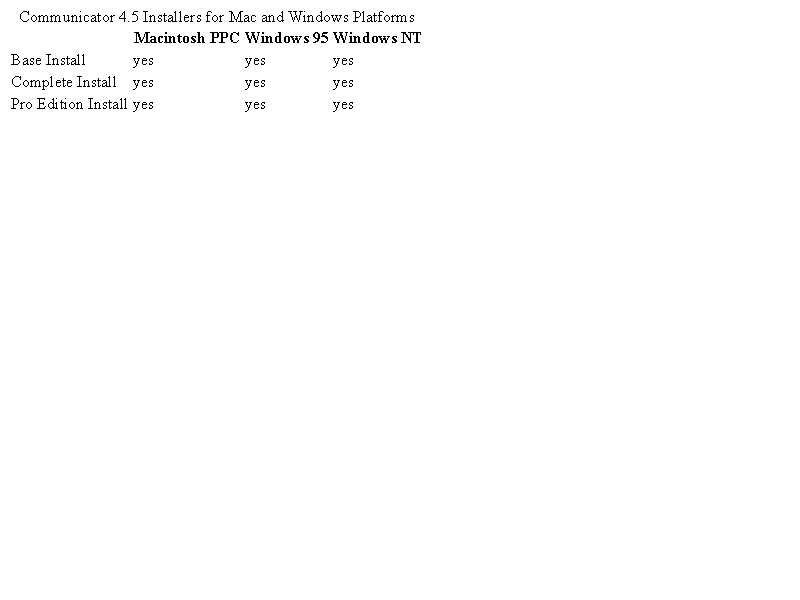 Communicator 4.5 Installers for Mac and Windows Platforms
Macintosh PPC Windows 95 Windows NT
Base Install yes yes yes
Complete Install yes yes yes
Pro Edition Install yes yes yes